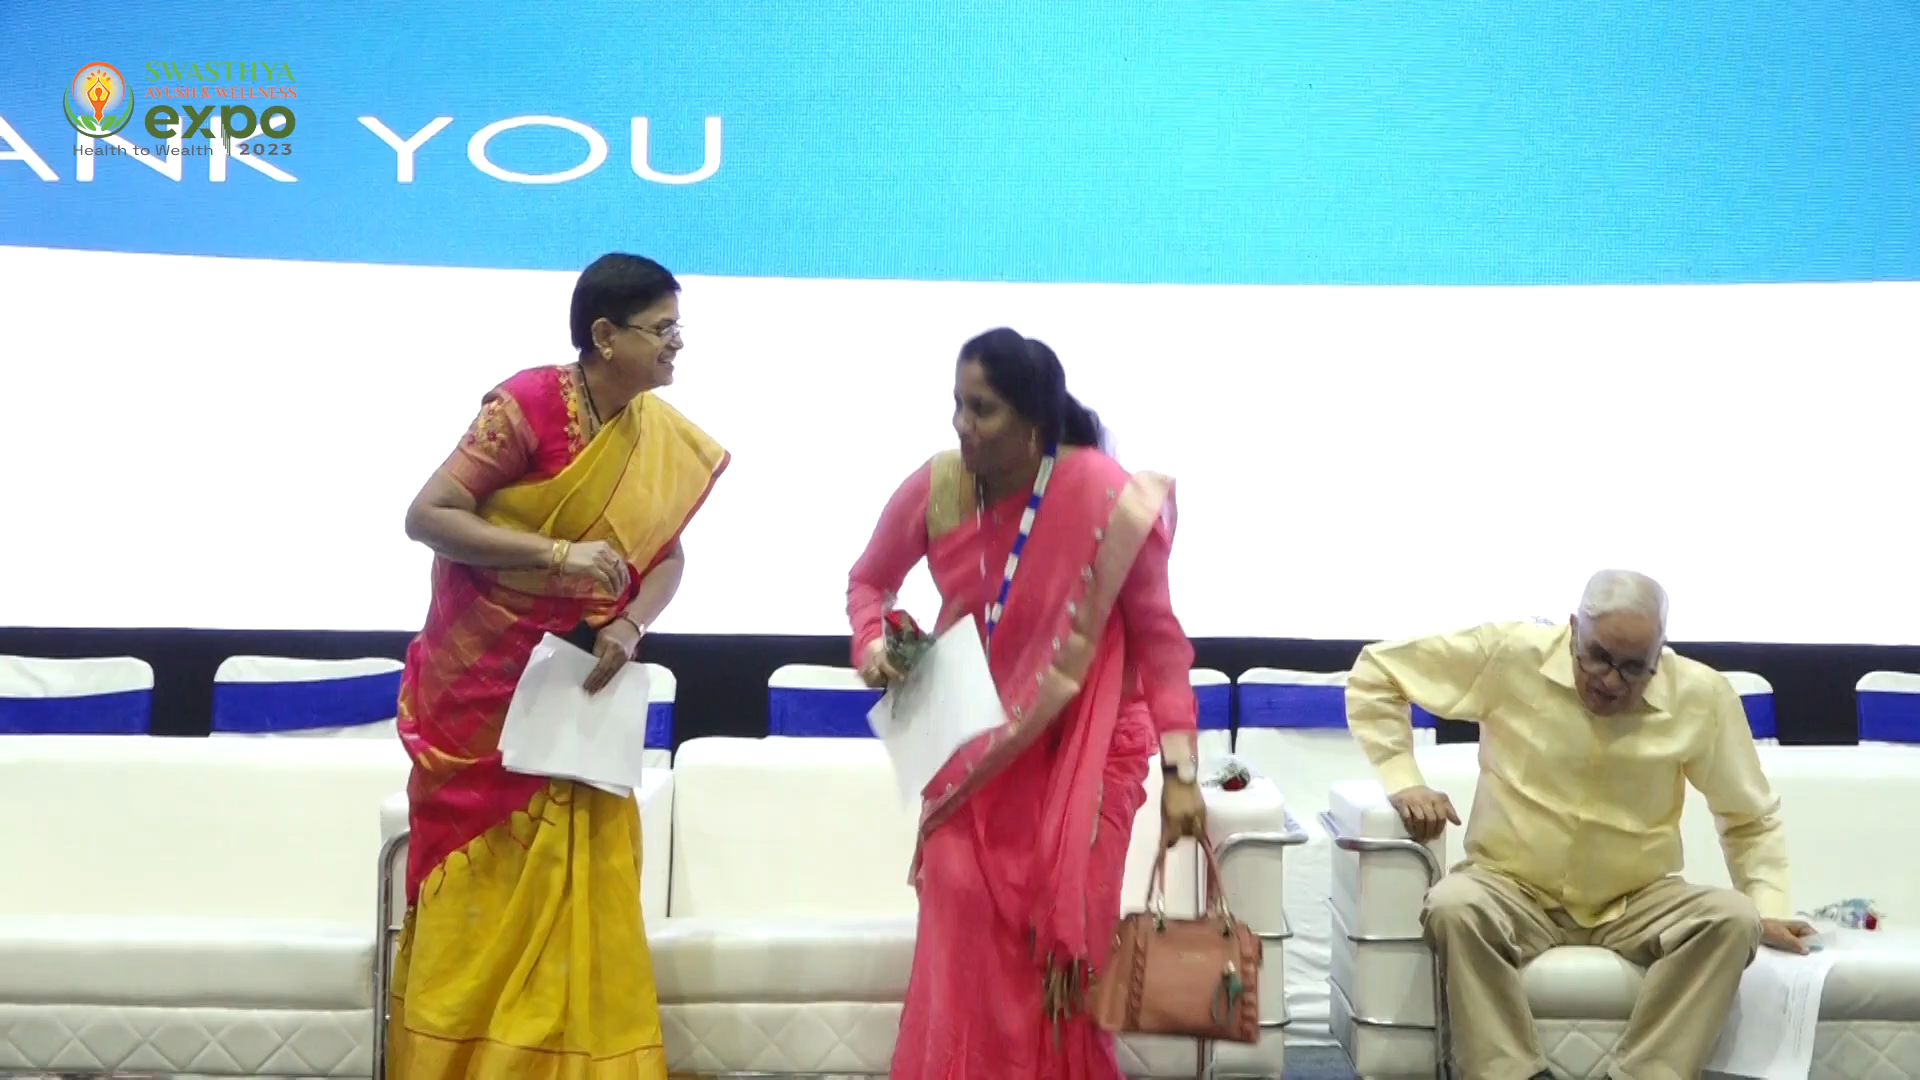 SWASTHYA
AYUSH & WELLNESS
expo
Health to Wealth | 2023
ANK YOU